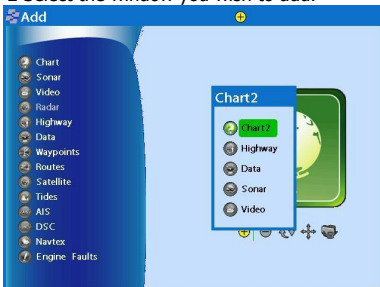 2 Select the window you wish to add:
Add
Chart
Sonar
Video
Radar
Highway
Data
Waypoints
Routes
Satellite
Tides
AIS
DSC
Navtex
Engine Faults
Chart2
Chart2
Highway
Data
Sonar
Video